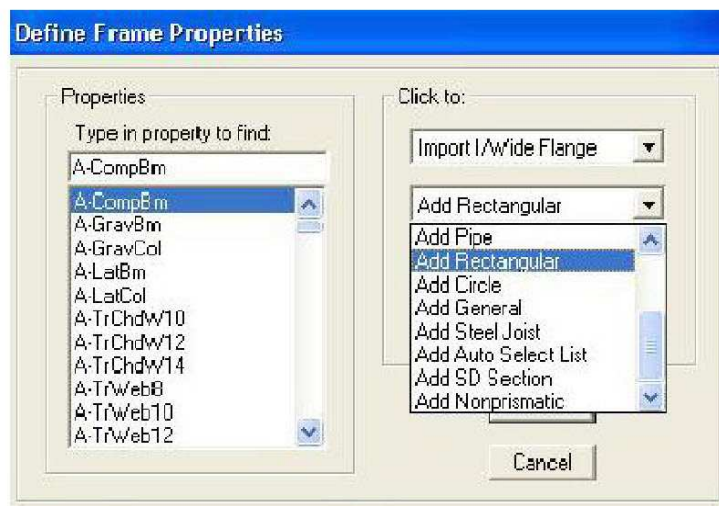 Define Frame Properties
Properties
Type in property to find:
A-CompBm
A-CompBm
A-GravBm
A-GravCol
A-LatBm
A-LatCol
A-TrChdW10
A-TrChdW12
A-TrChdW14
A-TrWeb8
A-TrWeb10
A-TrWeb12
Click to:
Import I/Wide Flange
Add Rectangular
Add Pipe
Add Rectangular
Add Circle
Add General
Add Steel Joist
Add Auto Select List
Add SD Section
Add Nonprismatic
Cancel